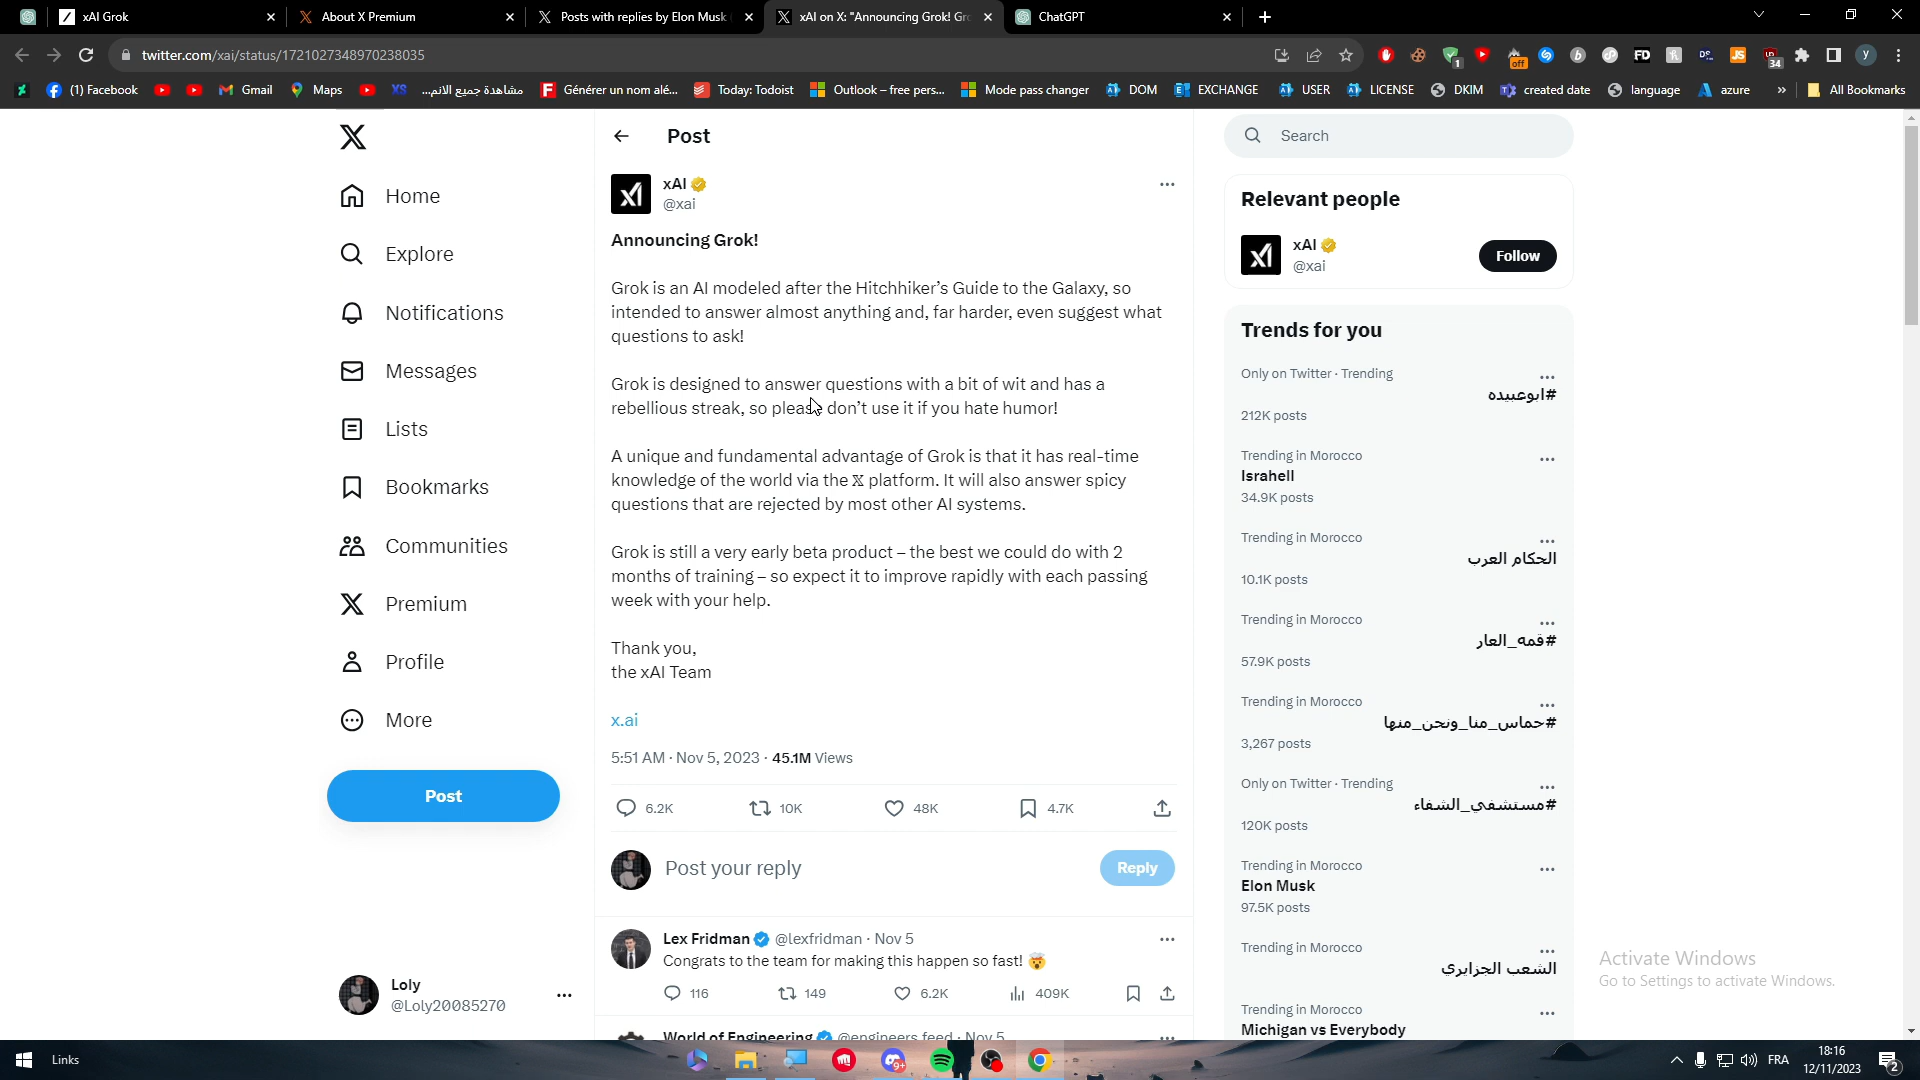 xAI Grok
About X Premium
Posts with replies by Elon Musk
xAI on X: "Announcing Grok! Gr
ChatGPT
twitter.com/xai/status/1721027348970238035
(1) Facebook
Gmail
Maps
مشاهدة جميع الانم...
Générer un nom alé...
Today: Todoist
Outlook – free pers...
Mode pass changer
DOM
EXCHANGE
USER
LICENSE
DKIM
created date
language
azure
»
All Bookmarks
Home
Explore
Notifications
Messages
Lists
Bookmarks
Communities
Premium
Profile
More
Post
Loly
@Loly20085270
Post
xAI
@xai
Announcing Grok!
Grok is an AI modeled after the Hitchhiker's Guide to the Galaxy, so
intended to answer almost anything and, far harder, even suggest what
questions to ask!
Grok is designed to answer questions with a bit of wit and has a
rebellious streak, so please don't use it if you hate humor!
A unique and fundamental advantage of Grok is that it has real-time
knowledge of the world via the 𝕏 platform. It will also answer spicy
questions that are rejected by most other AI systems.
Grok is still a very early beta product – the best we could do with 2
months of training – so expect it to improve rapidly with each passing
week with your help.
Thank you,
the xAI Team
x.ai
5:51 AM · Nov 5, 2023 · 45.1M Views
6.2K 10K 48K 4.7K
Post your reply
Reply
Lex Fridman @lexfridman · Nov 5
Congrats to the team for making this happen so fast! 🤯
116 149 6.2K 409K
World of Engineering @engineers_feed · Nov 5
Search
Relevant people
xAI
@xai
Follow
Trends for you
Only on Twitter · Trending
#ابوعبيده
212K posts
Trending in Morocco
Israhell
34.9K posts
Trending in Morocco
الحكام العرب
10.1K posts
Trending in Morocco
#قمه_العار
57.9K posts
Trending in Morocco
#حماس_منا_ونحن_منها
3,267 posts
Only on Twitter · Trending
#مستشفي_الشفاء
120K posts
Trending in Morocco
Elon Musk
97.5K posts
Trending in Morocco
الشعب الجزايري
Trending in Morocco
Michigan vs Everybody
Activate Windows
Go to Settings to activate Windows.
Links
FRA
18:16
12/11/2023
2